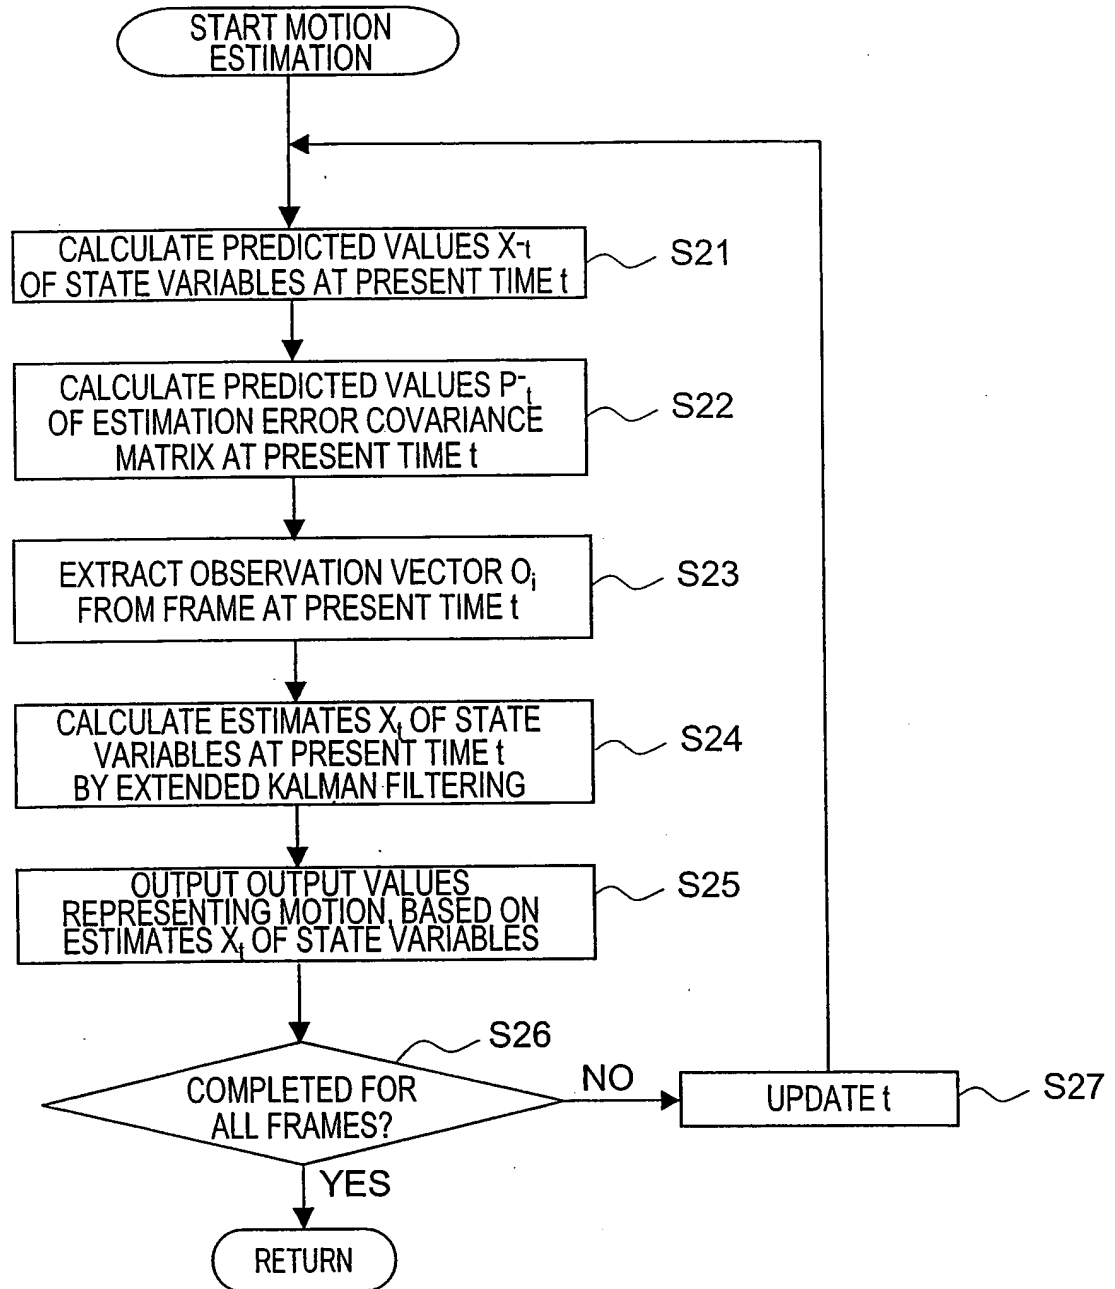 START MOTION
ESTIMATION
CALCULATE PREDICTED VALUES X-t
OF STATE VARIABLES AT PRESENT TIME t
S21
CALCULATE PREDICTED VALUES P-t
OF ESTIMATION ERROR COVARIANCE
MATRIX AT PRESENT TIME t
S22
EXTRACT OBSERVATION VECTOR Oi
FROM FRAME AT PRESENT TIME t
S23
CALCULATE ESTIMATES Xt OF STATE
VARIABLES AT PRESENT TIME t
BY EXTENDED KALMAN FILTERING
S24
OUTPUT OUTPUT VALUES
REPRESENTING MOTION, BASED ON
ESTIMATES Xt OF STATE VARIABLES
S25
S26
COMPLETED FOR
ALL FRAMES?
NO
UPDATE t
S27
YES
RETURN